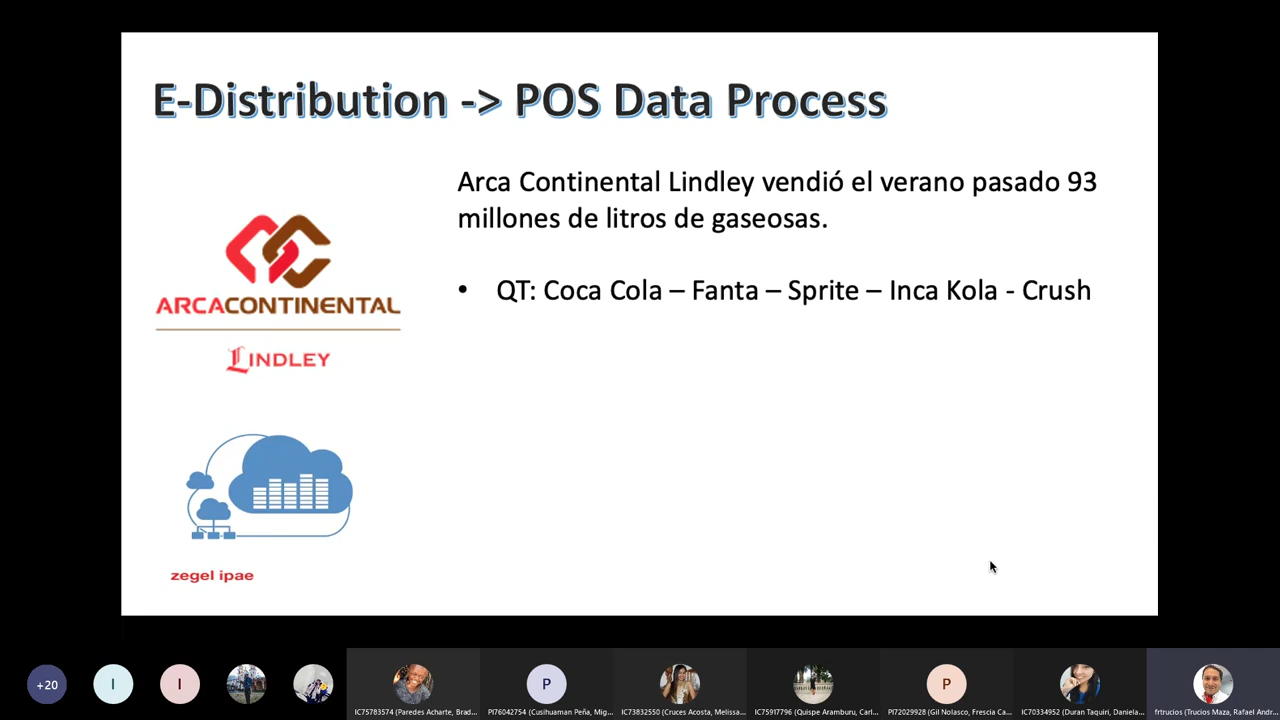 E-Distribution -> POS Data Process
Arca Continental Lindley vendió el verano pasado 93
millones de litros de gaseosas.
• QT: Coca Cola – Fanta – Sprite – Inca Kola - Crush
ARCACONTINENTAL
LINDLEY
zegel ipae
+20
I
I
IC75783574 (Paredes Acharte, Brad...
P
PI76042754 (Cusihuaman Peña, Mig...
IC73832550 (Cruces Acosta, Melissa...
IC75917796 (Quispe Aramburu, Carl...
P
PI72029928 (Gil Nolasco, Frescia Ca...
IC70334952 (Duran Taquiri, Daniela...
frtrucios (Trucios Maza, Rafael Andr...